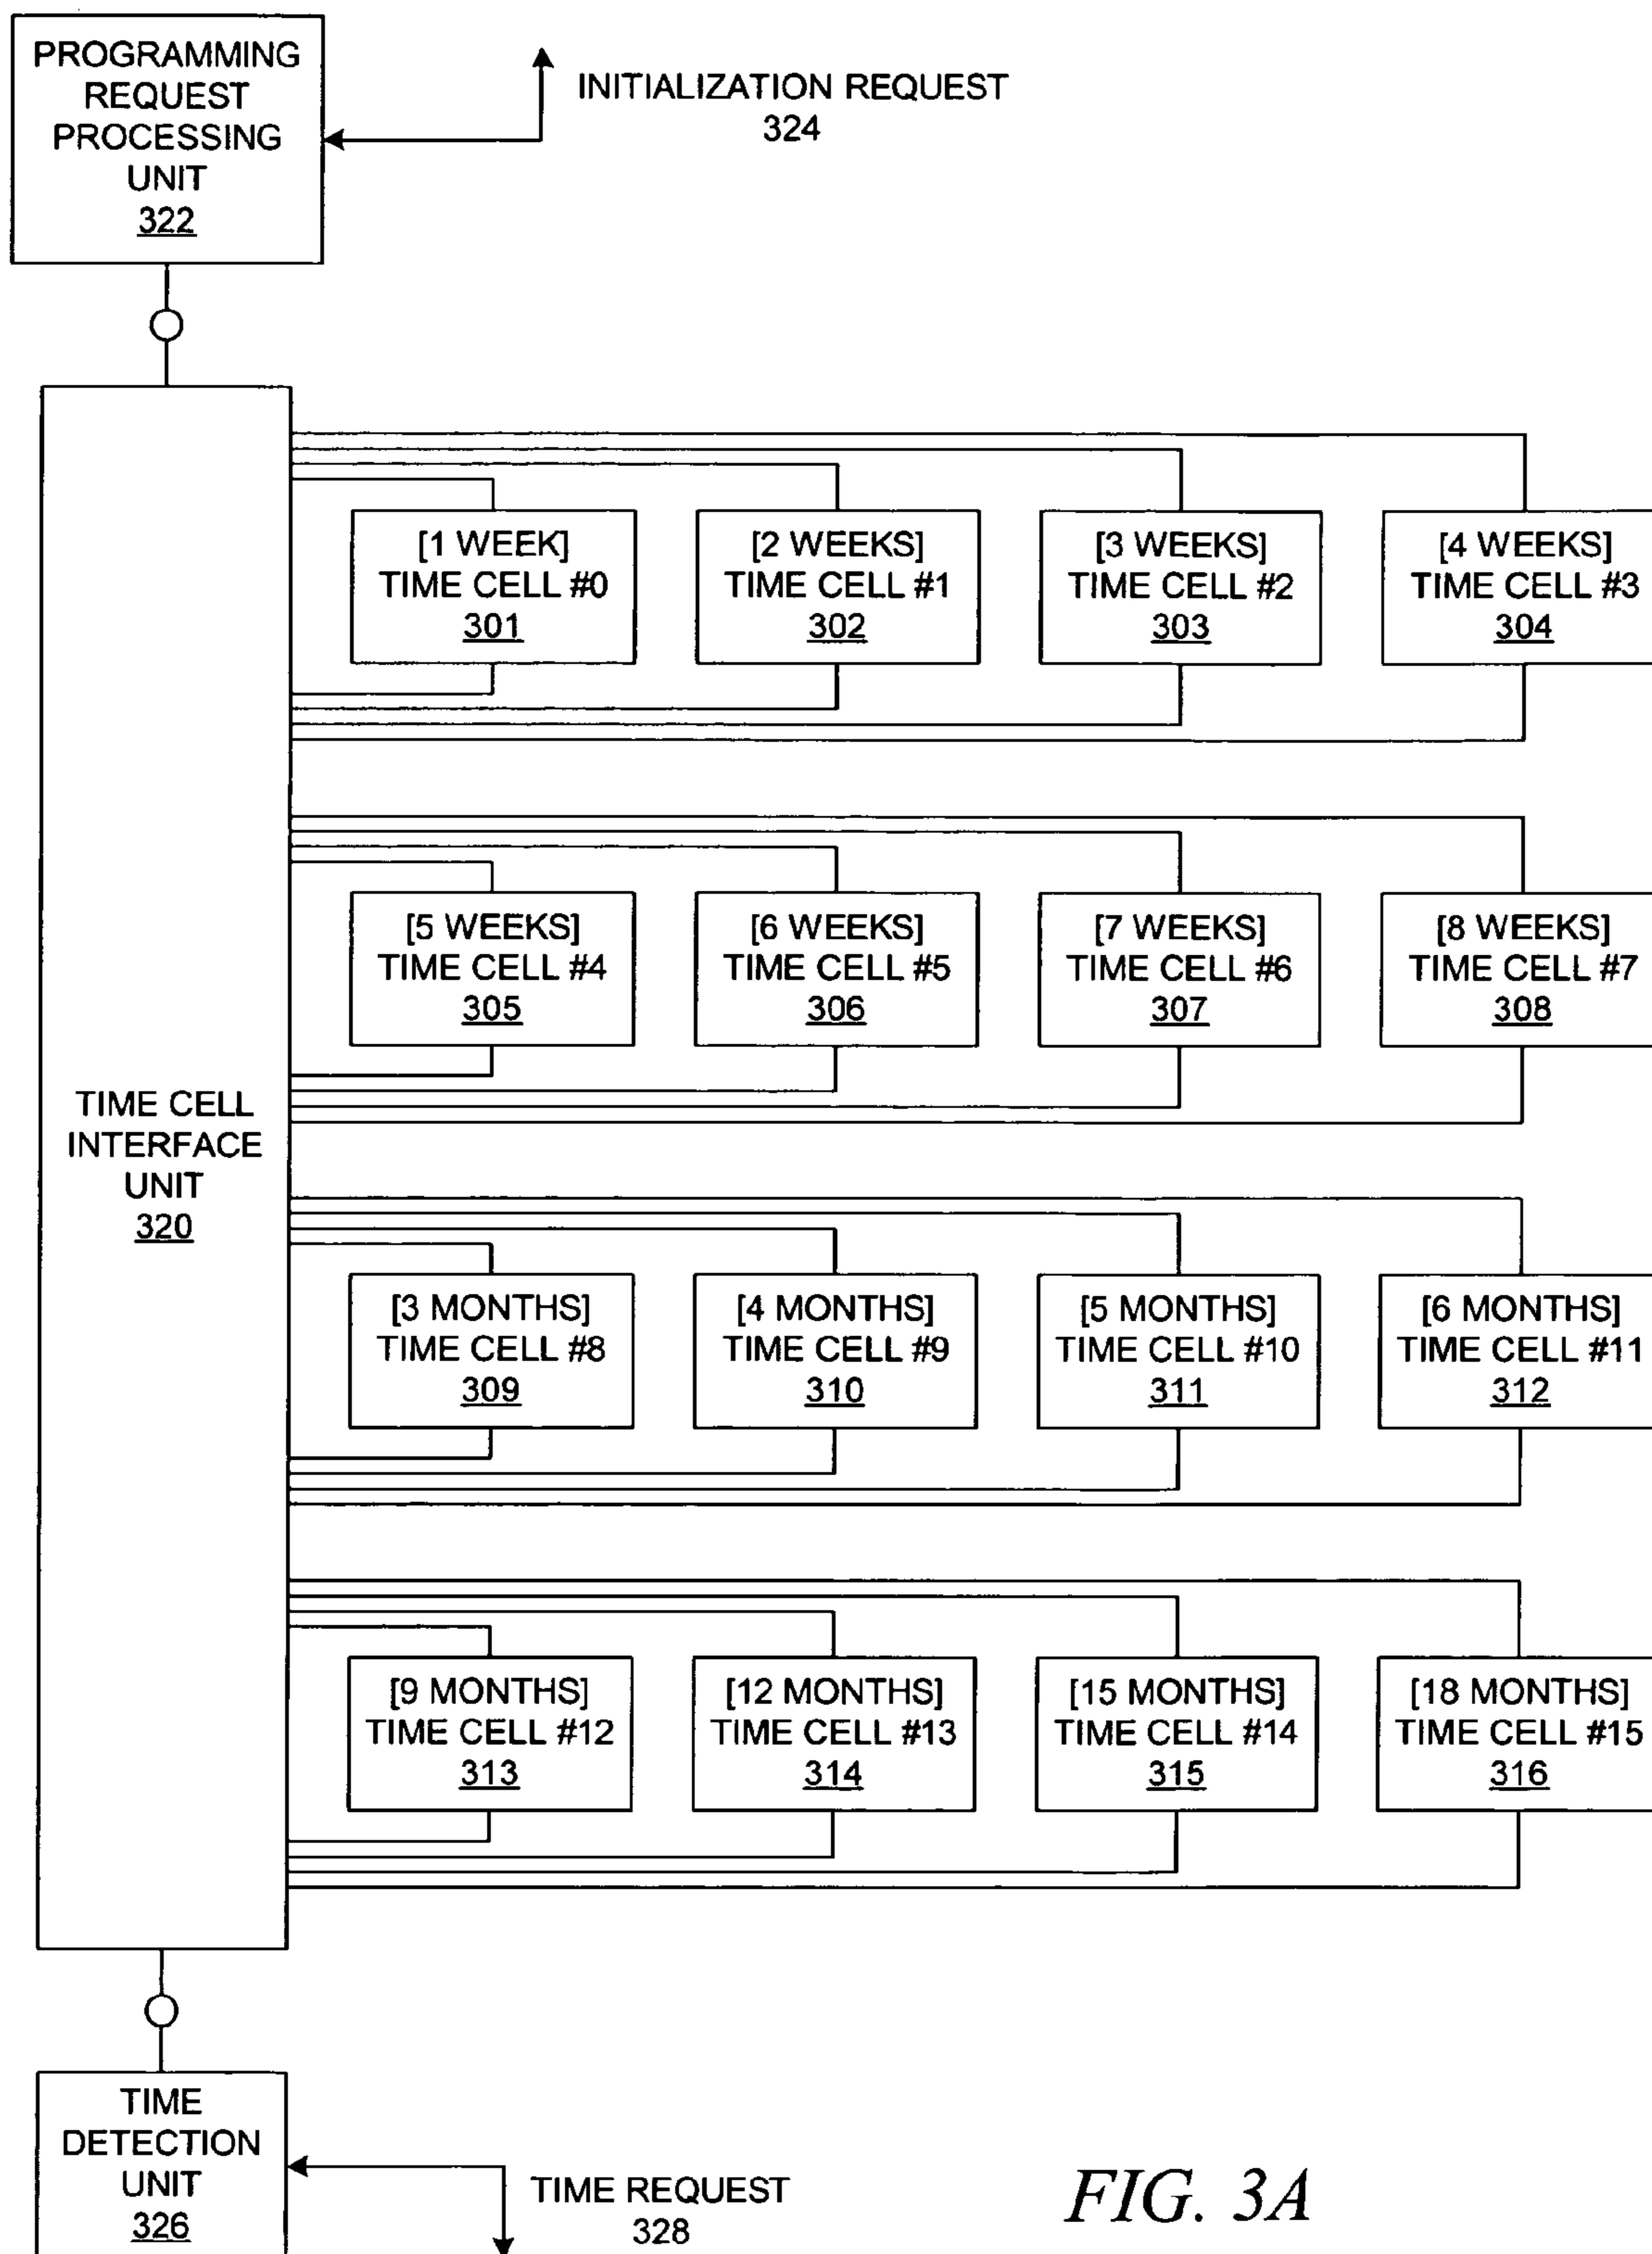 PROGRAMMING
REQUEST
PROCESSING
UNIT
322
INITIALIZATION REQUEST
324
[1 WEEK]
TIME CELL #0
301
[2 WEEKS]
TIME CELL #1
302
[3 WEEKS]
TIME CELL #2
303
[4 WEEKS]
TIME CELL #3
304
[5 WEEKS]
TIME CELL #4
305
[6 WEEKS]
TIME CELL #5
306
[7 WEEKS]
TIME CELL #6
307
[8 WEEKS]
TIME CELL #7
308
TIME CELL
INTERFACE
UNIT
320
[3 MONTHS]
TIME CELL #8
309
[4 MONTHS]
TIME CELL #9
310
[5 MONTHS]
TIME CELL #10
311
[6 MONTHS]
TIME CELL #11
312
[9 MONTHS]
TIME CELL #12
313
[12 MONTHS]
TIME CELL #13
314
[15 MONTHS]
TIME CELL #14
315
[18 MONTHS]
TIME CELL #15
316
TIME
DETECTION
UNIT
326
TIME REQUEST
328
FIG. 3A